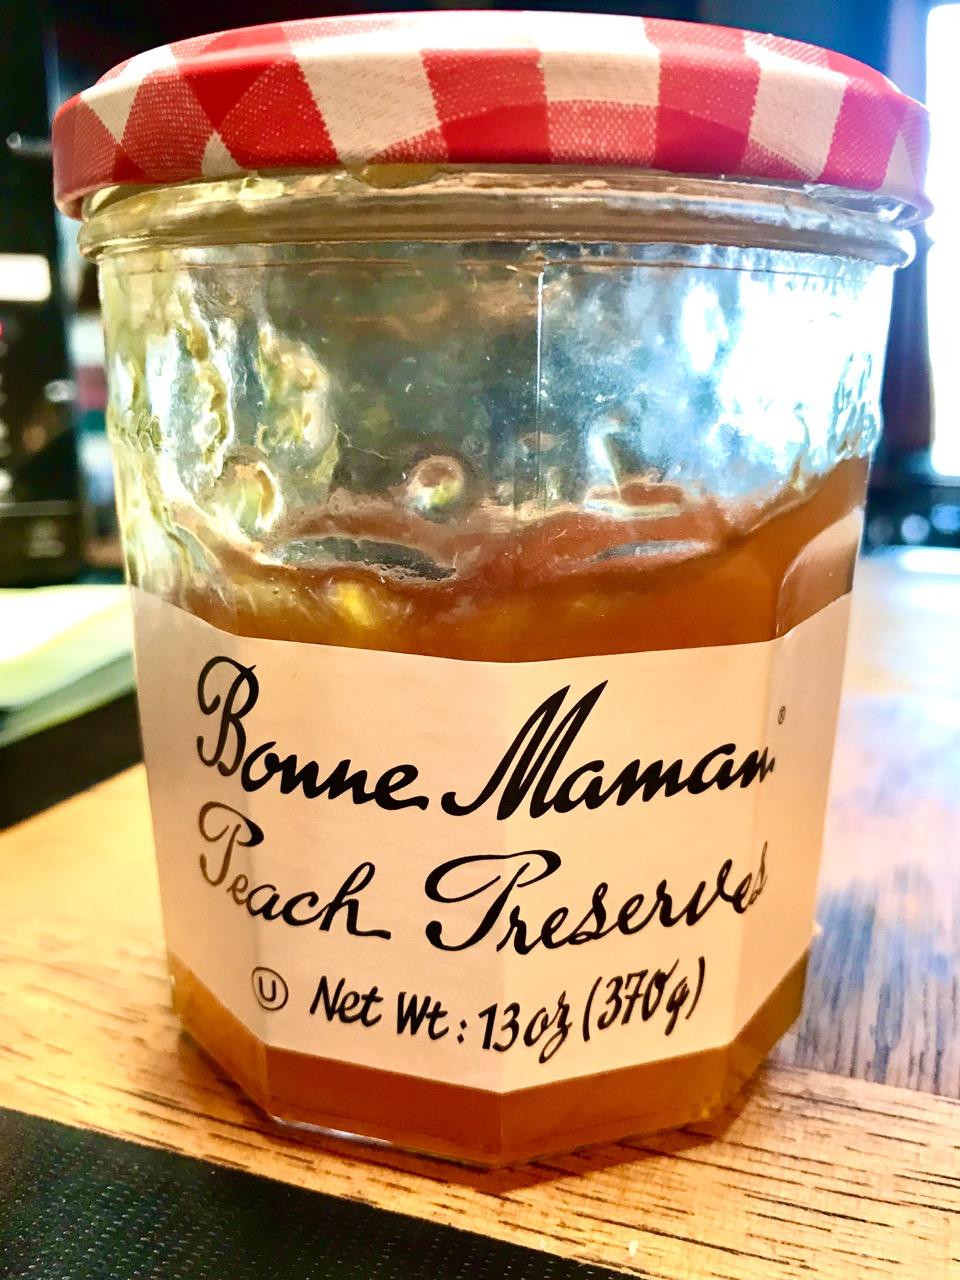 Bonne Maman®
Peach Preserves
U Net Wt: 13oz (370g)